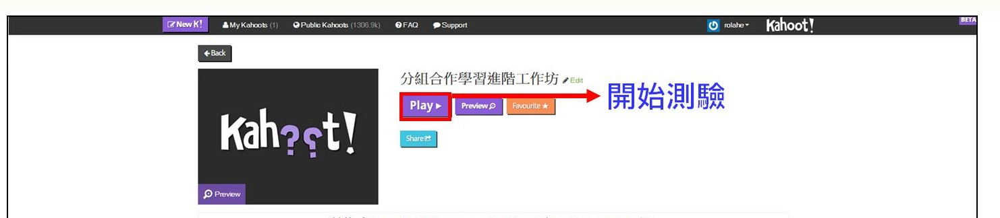 New K! My Kahoots (1) Public Kahoots (1306.9k) FAQ Support rolahe Kahoot! BETA
Back
分組合作學習進階工作坊 Edit
Play Preview Favourite 開始測驗
Kah??t!
Share
Preview